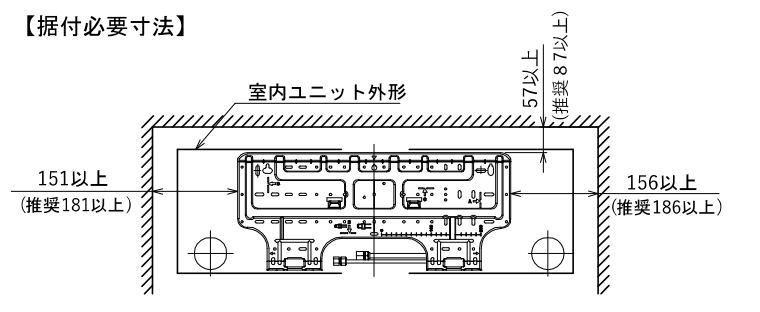 【据付必要寸法】
57以上
(推奨87以上)
室内ユニット外形
151以上
(推奨181以上)
156以上
(推奨186以上)